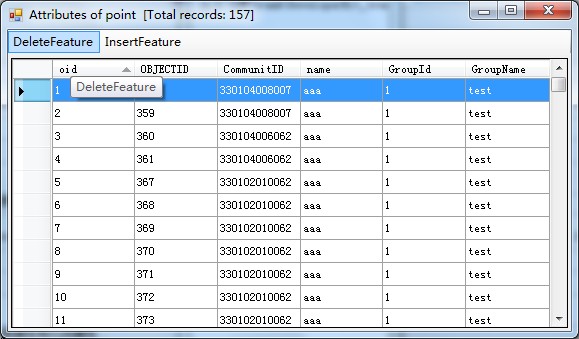 Attributes of point [Total records: 157]
DeleteFeature InsertFeature
oid OBJECTID CommunitID name GroupId GroupName
1 330104008007 aaa 1 test
DeleteFeature
2 359 330104008007 aaa 1 test
3 360 330104006062 aaa 1 test
4 361 330104006062 aaa 1 test
5 367 330102010062 aaa 1 test
6 368 330102010062 aaa 1 test
7 369 330102010062 aaa 1 test
8 370 330102010062 aaa 1 test
9 371 330102010062 aaa 1 test
10 372 330102010062 aaa 1 test
11 373 330102010062 aaa 1 test